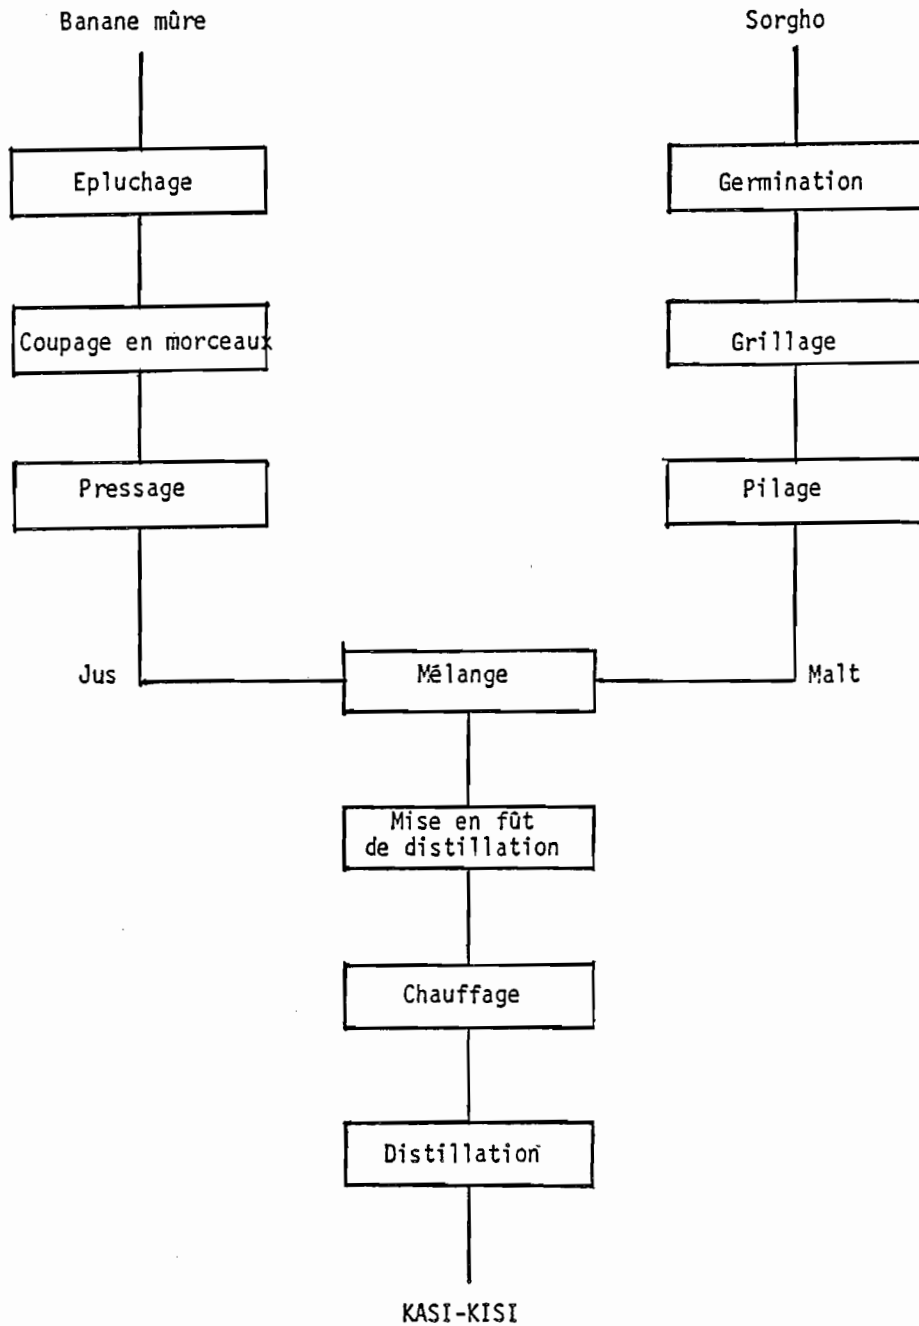 Banane mûre
Sorgho
Epluchage
Germination
Coupage en morceaux
Grillage
Pressage
Pilage
Jus
Mélange
Malt
Mise en fût
de distillation
Chauffage
Distillation
KASI-KISI